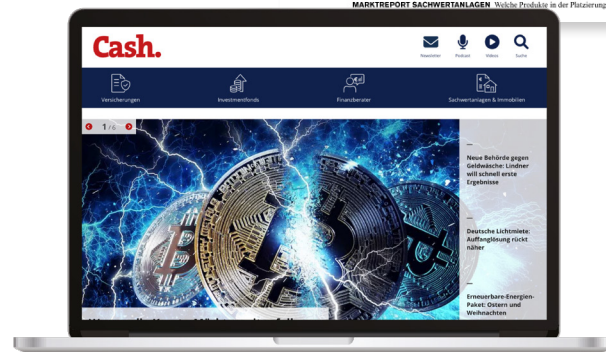 MARKTREPORT SACHWERTANLAGEN Welche Produkte in der Platzierung
Cash.
Newsletter
Podcast
Videos
Suche
Versicherungen
Investmentfonds
Finanzberater
Sachwertanlagen & Immobilien
1 / 6
Neue Behörde gegen
Geldwäsche: Lindner
will schnell erste
Ergebnisse
Deutsche Lichtmiete:
Auffanglösung rückt
näher
Erneuerbare-Energien-
Paket: Ostern und
Weihnachten